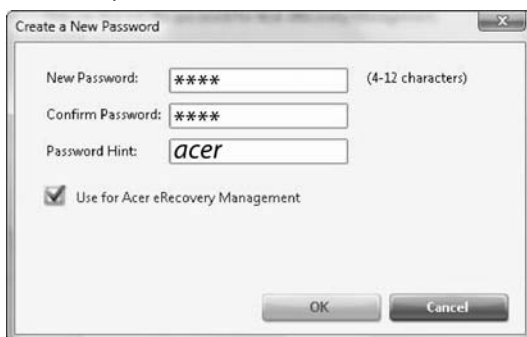 Create a New Password
New Password: **** (4-12 characters)
Confirm Password: ****
Password Hint: acer
Use for Acer eRecovery Management
OK Cancel